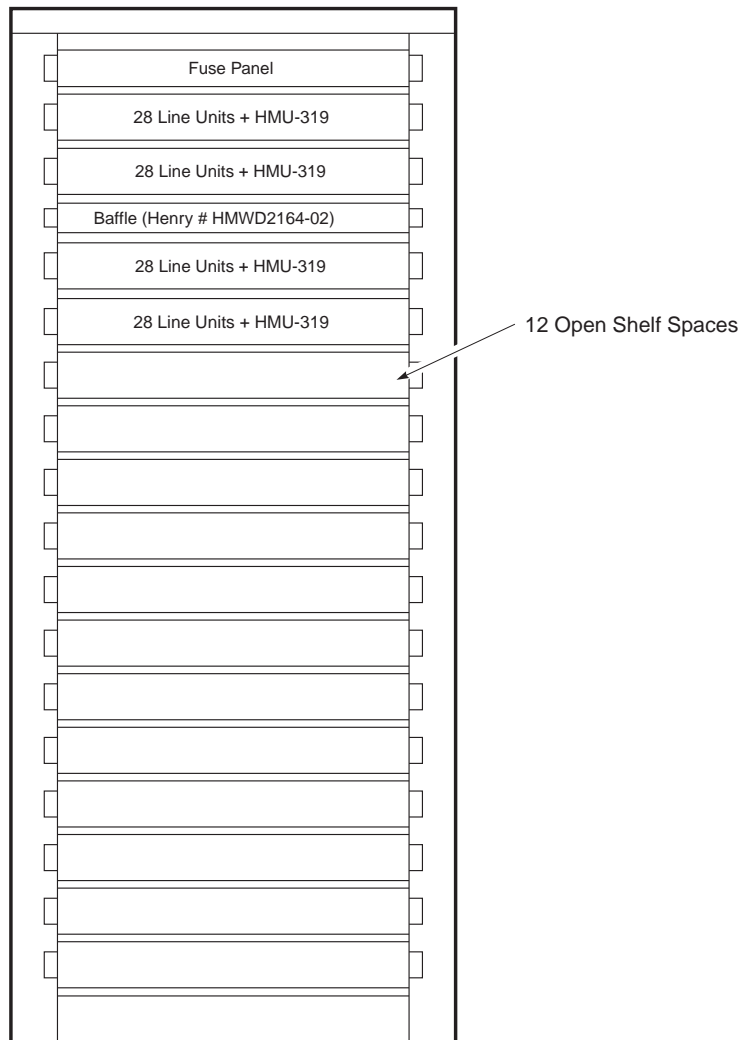 Fuse Panel
28 Line Units + HMU-319
28 Line Units + HMU-319
Baffle (Henry # HMWD2164-02)
28 Line Units + HMU-319
28 Line Units + HMU-319
12 Open Shelf Spaces